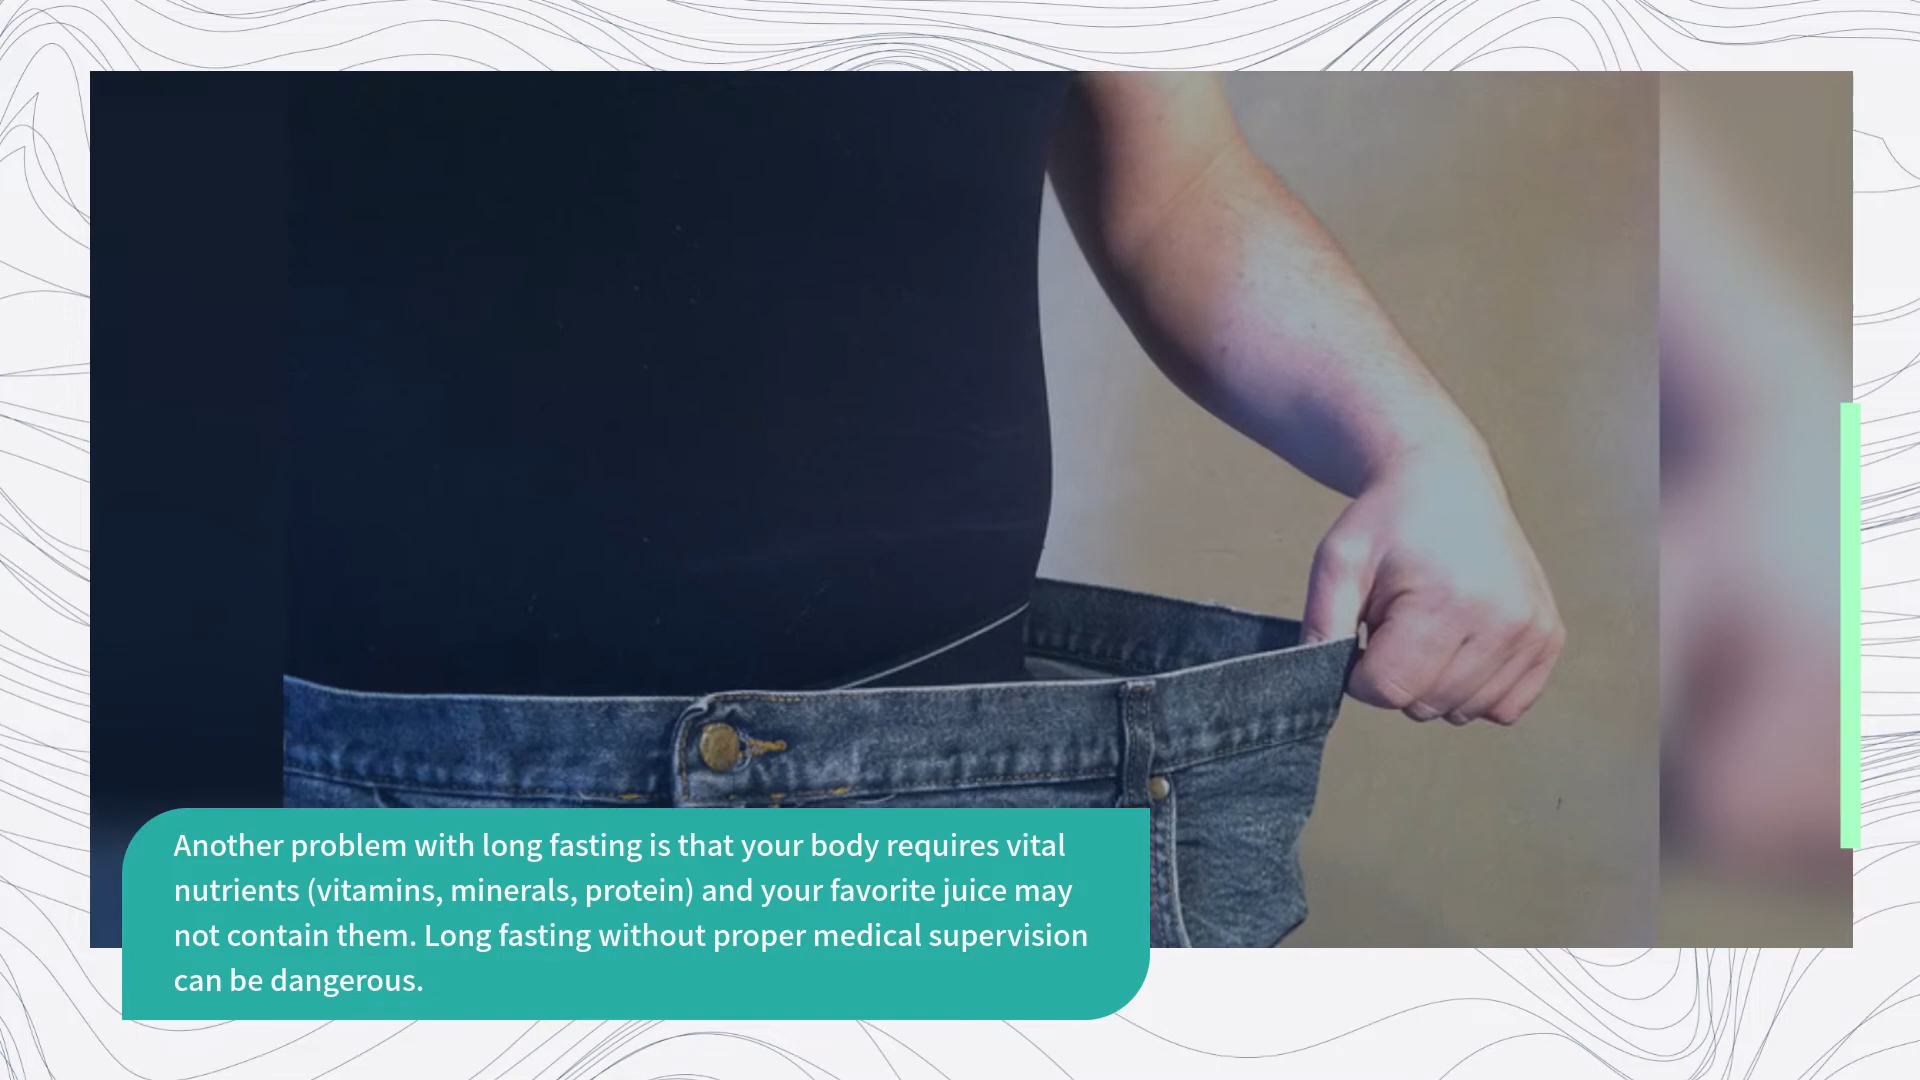 Another problem with long fasting is that your body requires vital
nutrients (vitamins, minerals, protein) and your favorite juice may
not contain them. Long fasting without proper medical supervision
can be dangerous.